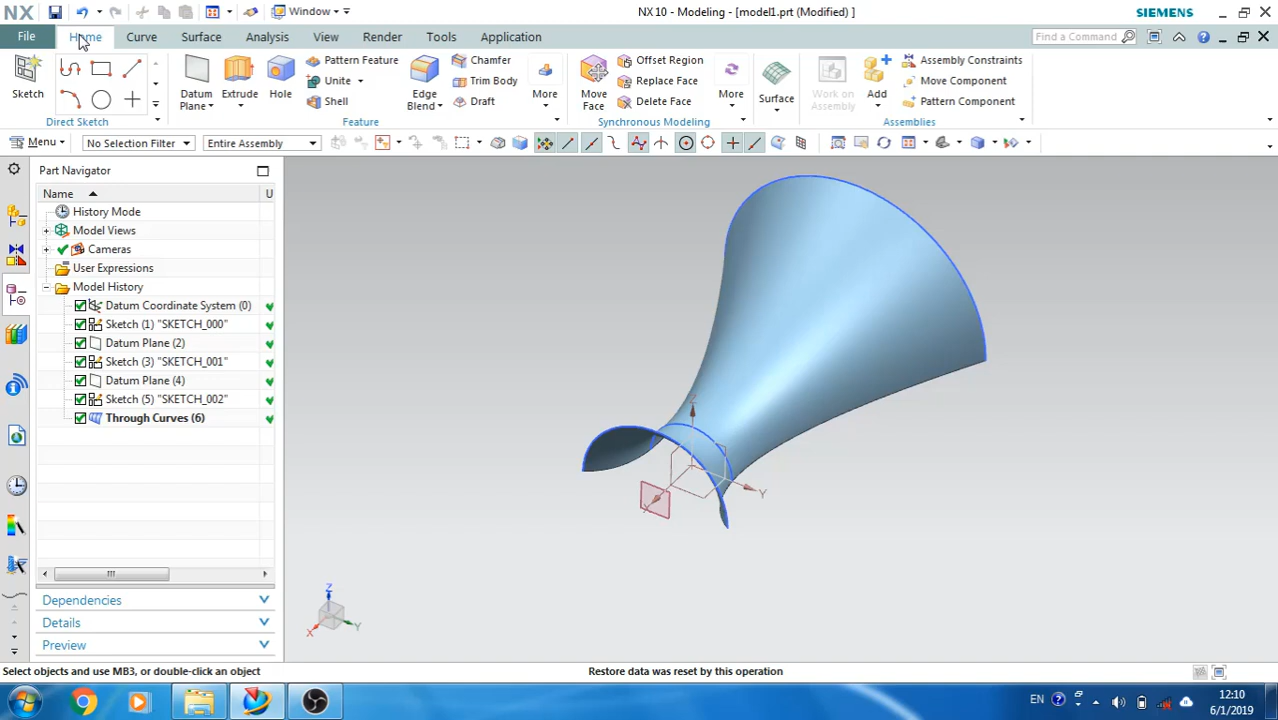 NX
Window
NX 10 - Modeling - [model1.prt (Modified) ]
SIEMENS
File
Home
Curve
Surface
Analysis
View
Render
Tools
Application
Find a Command
Sketch
Direct Sketch
Datum Plane
Extrude
Hole
Pattern Feature
Unite
Shell
Edge Blend
Chamfer
Trim Body
Draft
More
Feature
Move Face
Offset Region
Replace Face
Delete Face
More
Synchronous Modeling
Surface
Work on Assembly
Add
Assembly Constraints
Move Component
Pattern Component
Assemblies
Menu
No Selection Filter
Entire Assembly
Part Navigator
Name
U
History Mode
Model Views
Cameras
User Expressions
Model History
Datum Coordinate System (0)
Sketch (1) "SKETCH_000"
Datum Plane (2)
Sketch (3) "SKETCH_001"
Datum Plane (4)
Sketch (5) "SKETCH_002"
Through Curves (6)
Dependencies
Details
Preview
Z
Y
X
Z
X
Y
Select objects and use MB3, or double-click an object
Restore data was reset by this operation
EN
12:10
6/1/2019